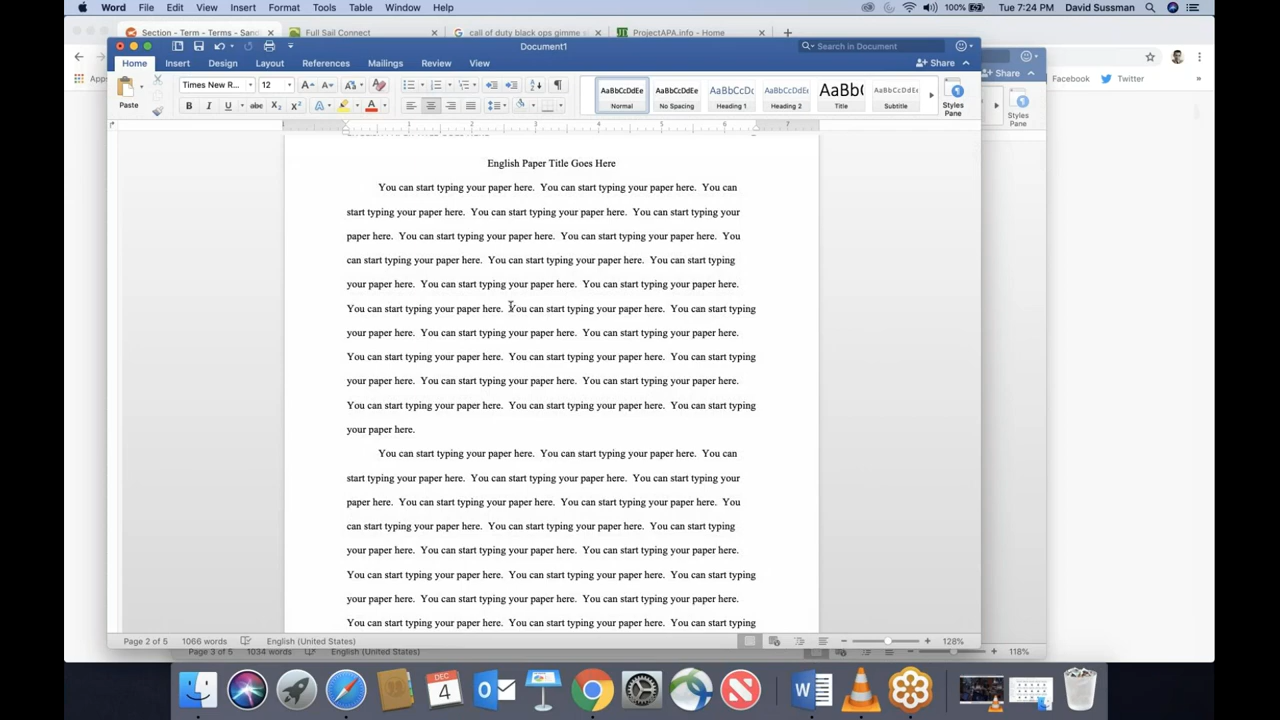 Word File Edit View Insert Format Tools Table Window Help 100% Tue 7:24 PM David Sussman
Section - Term - Terms - San Full Sail Connect call of duty black ops gimme s ProjectAPA.info - Home
Document1 Search in Document
Home Insert Design Layout References Mailings Review View Share
Share
Facebook Twitter
Paste Times New R... 12 AaBbCcDdEe AaBbCcDdEe AaBbCcDc AaBbCcDdEe AaBbC AaBbCcDdEe
Normal No Spacing Heading 1 Heading 2 Title Subtitle Styles Pane
Styles Pane
1 2 3 4 5 6 7
English Paper Title Goes Here
You can start typing your paper here. You can start typing your paper here. You can
start typing your paper here. You can start typing your paper here. You can start typing your
paper here. You can start typing your paper here. You can start typing your paper here. You
can start typing your paper here. You can start typing your paper here. You can start typing
your paper here. You can start typing your paper here. You can start typing your paper here.
You can start typing your paper here. You can start typing your paper here. You can start typing
your paper here. You can start typing your paper here. You can start typing your paper here.
You can start typing your paper here. You can start typing your paper here. You can start typing
your paper here. You can start typing your paper here. You can start typing your paper here.
You can start typing your paper here. You can start typing your paper here. You can start typing
your paper here.
You can start typing your paper here. You can start typing your paper here. You can
start typing your paper here. You can start typing your paper here. You can start typing your
paper here. You can start typing your paper here. You can start typing your paper here. You
can start typing your paper here. You can start typing your paper here. You can start typing
your paper here. You can start typing your paper here. You can start typing your paper here.
You can start typing your paper here. You can start typing your paper here. You can start typing
your paper here. You can start typing your paper here. You can start typing your paper here.
You can start typing your paper here. You can start typing your paper here. You can start typing
Page 2 of 5 1066 words English (United States) 128%
Page 3 of 5 1034 words English (United States) 118%
DEC
4